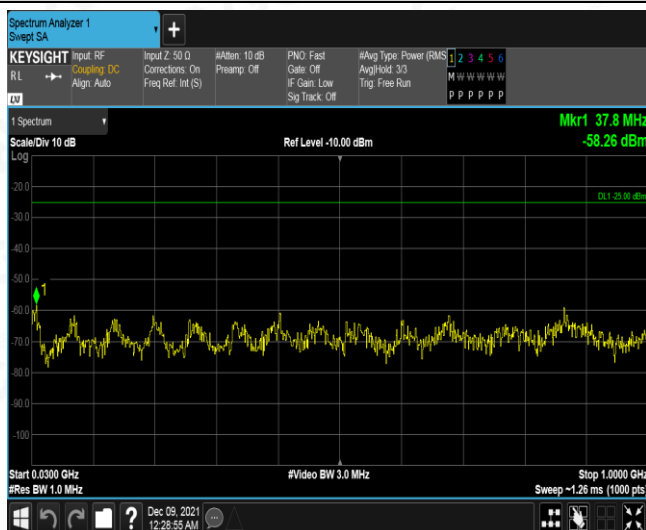 Spectrum Analyzer 1
Swept SA
KEYSIGHT Input: RF Input Z: 50 Ω #Atten: 10 dB PNO: Fast #Avg Type: Power (RMS 1 2 3 4 5 6
RL Coupling: DC Corrections: On Preamp: Off Gate: Off Avg|Hold: 3/3 M W W W W W
Align: Auto Freq Ref: Int (S) IF Gain: Low Trig: Free Run
Sig Track: Off P P P P P P
LXI
1 Spectrum Mkr1 37.8 MHz
Scale/Div 10 dB Ref Level -10.00 dBm -58.26 dBm
Log
-20.0 DL1 -25.00 dBm
-30.0
-40.0
-50.0
1
-60.0
-70.0
-80.0
-90.0
-100
Start 0.0300 GHz #Video BW 3.0 MHz Stop 1.0000 GHz
#Res BW 1.0 MHz Sweep ~1.26 ms (1000 pts)
? Dec 09, 2021
12:28:55 AM